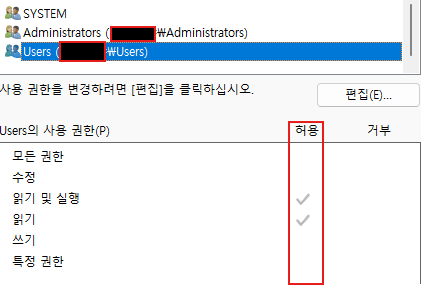 SYSTEM
Administrators (₩Administrators)
Users (₩Users)
사용 권한을 변경하려면 [편집]을 클릭하십시오.
편집(E)...
Users의 사용 권한(P)
허용
거부
모든 권한
수정
읽기 및 실행
읽기
쓰기
특정 권한